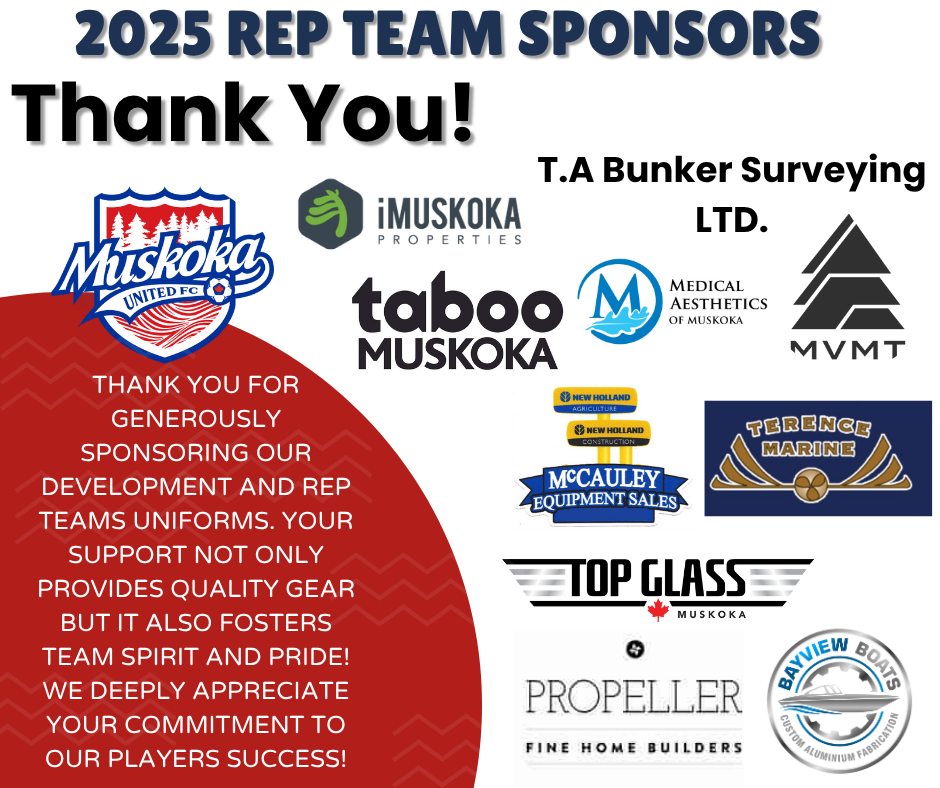 2025 REP TEAM SPONSORS
Thank You!
T.A Bunker Surveying
LTD.
Muskoka
UNITED FC
iMUSKOKA
PROPERTIES
taboo
MUSKOKA
M
MEDICAL
AESTHETICS
OF MUSKOKA
MVMT
THANK YOU FOR
GENEROUSLY
SPONSORING OUR
DEVELOPMENT AND REP
TEAMS UNIFORMS. YOUR
SUPPORT NOT ONLY
PROVIDES QUALITY GEAR
BUT IT ALSO FOSTERS
TEAM SPIRIT AND PRIDE!
WE DEEPLY APPRECIATE
YOUR COMMITMENT TO
OUR PLAYERS SUCCESS!
NEW HOLLAND
AGRICULTURE
NEW HOLLAND
CONSTRUCTION
McCAULEY
EQUIPMENT SALES
TERENCE
MARINE
TOP GLASS
MUSKOKA
PROPELLER
FINE HOME BUILDERS
BAYVIEW BOATS
CUSTOM ALUMINIUM FABRICATION